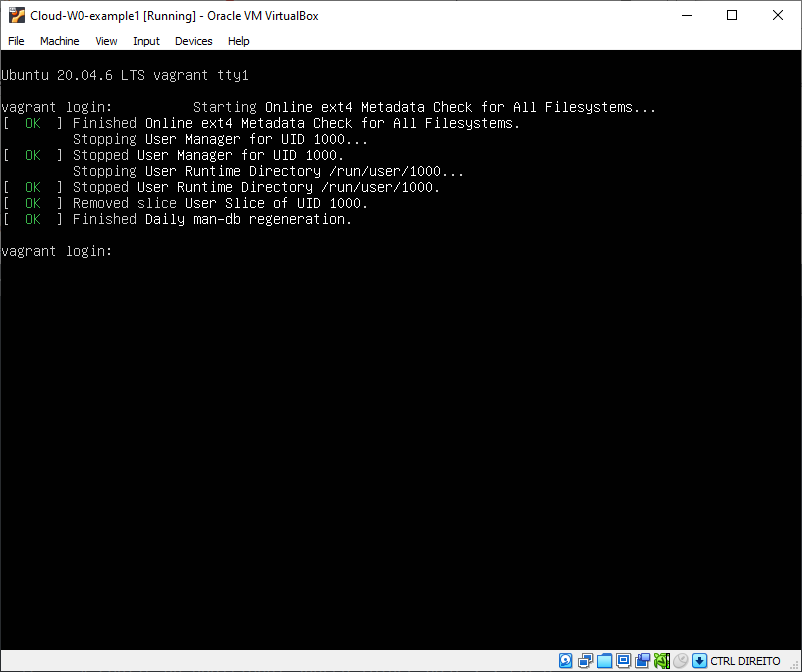 Cloud-W0-example1 [Running] - Oracle VM VirtualBox
File Machine View Input Devices Help
Ubuntu 20.04.6 LTS vagrant tty1
vagrant login:          Starting Online ext4 Metadata Check for All Filesystems...
[  OK  ] Finished Online ext4 Metadata Check for All Filesystems.
         Stopping User Manager for UID 1000...
[  OK  ] Stopped User Manager for UID 1000.
         Stopping User Runtime Directory /run/user/1000...
[  OK  ] Stopped User Runtime Directory /run/user/1000.
[  OK  ] Removed slice User Slice of UID 1000.
[  OK  ] Finished Daily man-db regeneration.
vagrant login:
CTRL DIREITO